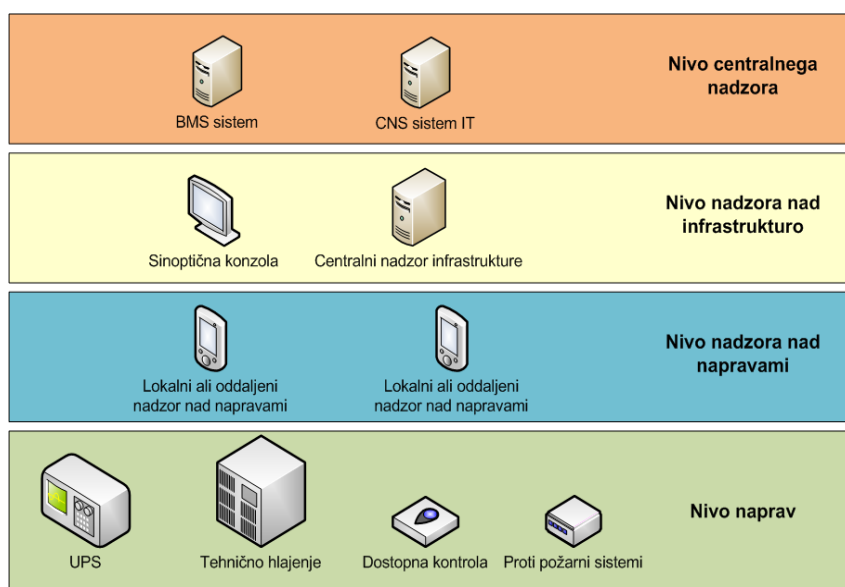 Nivo centralnega
nadzora
BMS sistem
CNS sistem IT
Nivo nadzora nad
infrastrukturo
Sinoptična konzola
Centralni nadzor infrastrukture
Nivo nadzora nad
napravami
Lokalni ali oddaljeni
nadzor nad napravami
Lokalni ali oddaljeni
nadzor nad napravami
Nivo naprav
UPS
Tehnično hlajenje
Dostopna kontrola
Proti požarni sistemi